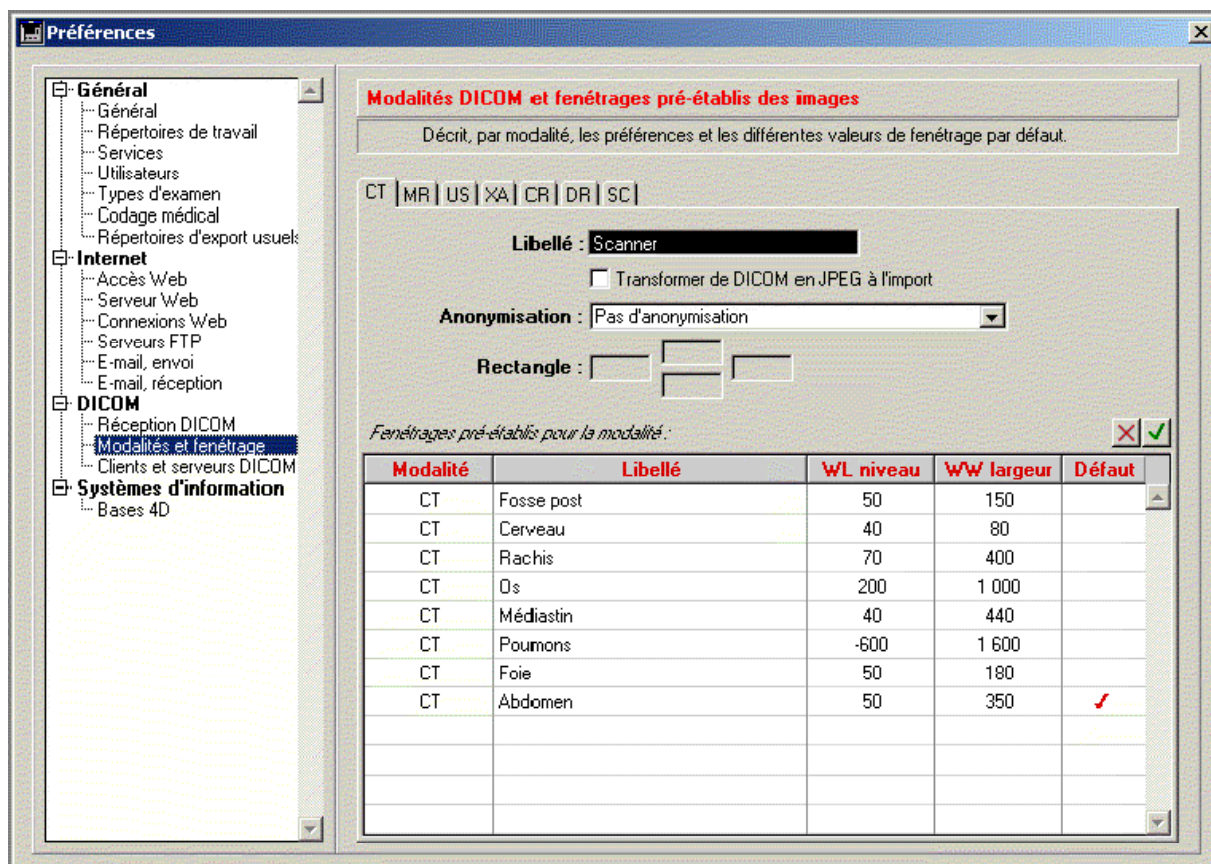 Préférences
Général
Général
Répertoires de travail
Services
Utilisateurs
Types d'examen
Codage médical
Répertoires d'export usuels
Internet
Accès Web
Serveur Web
Connexions Web
Serveurs FTP
E-mail, envoi
E-mail, réception
DICOM
Réception DICOM
Modalités et fenêtrage
Clients et serveurs DICOM
Systèmes d'information
Bases 4D
Modalités DICOM et fenêtrages pré-établis des images
Décrit, par modalité, les préférences et les différentes valeurs de fenêtrage par défaut.
CT MR US XA CR DR SC
Libellé : Scanner
Transformer de DICOM en JPEG à l'import
Anonymisation : Pas d'anonymisation
Rectangle :
Fenêtrages pré-établis pour la modalité :
Modalité Libellé WL niveau WW largeur Défaut
CT Fosse post 50 150
CT Cerveau 40 80
CT Rachis 70 400
CT Os 200 1 000
CT Médiastin 40 440
CT Poumons -600 1 600
CT Foie 50 180
CT Abdomen 50 350